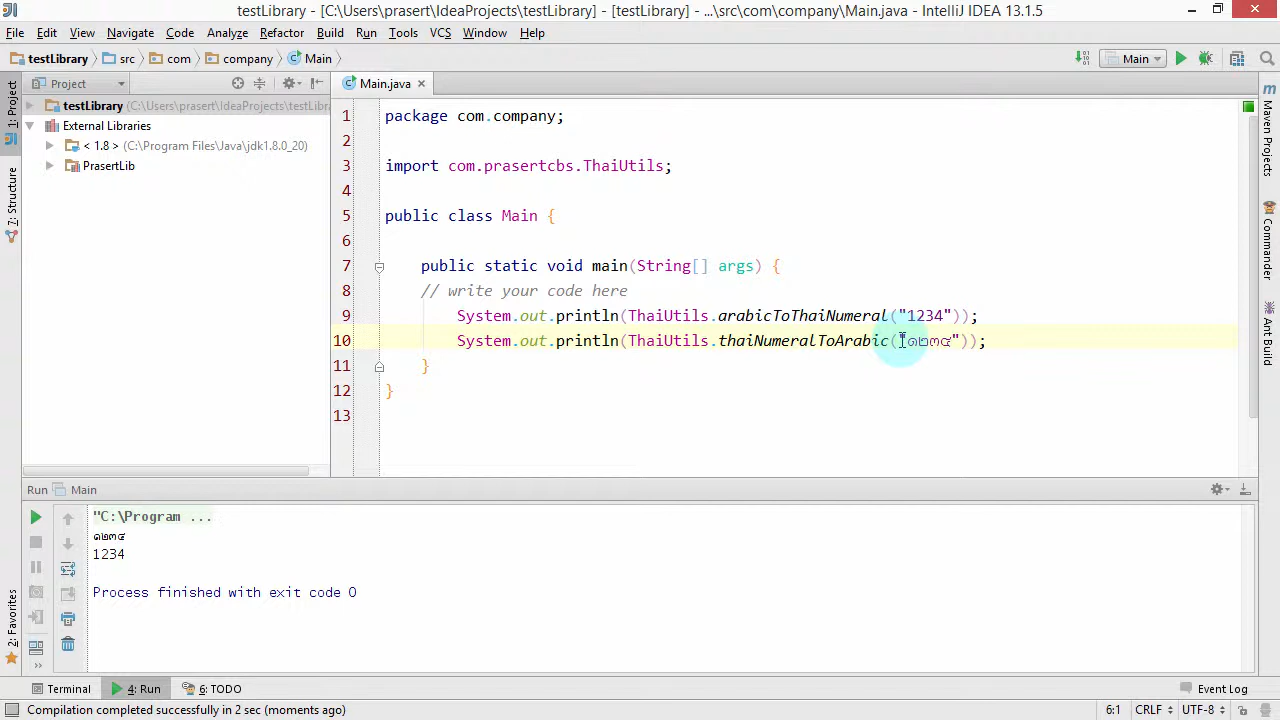 testLibrary - [C:\Users\prasert\IdeaProjects\testLibrary] - [testLibrary] - ...\src\com\company\Main.java - IntelliJ IDEA 13.1.5
File Edit View Navigate Code Analyze Refactor Build Run Tools VCS Window Help
testLibrary src com company Main
Main
Project
Main.java
1: Project
7: Structure
2: Favorites
testLibrary (C:\Users\prasert\IdeaProjects\testLibra
External Libraries
< 1.8 > (C:\Program Files\Java\jdk1.8.0_20)
PrasertLib
1 package com.company;
2
3 import com.prasertcbs.ThaiUtils;
4
5 public class Main {
6
7 public static void main(String[] args) {
8 // write your code here
9 System.out.println(ThaiUtils.arabicToThaiNumeral("1234"));
10 System.out.println(ThaiUtils.thaiNumeralToArabic("๑๒๓๔"));
11 }
12 }
13
Maven Projects
Commander
Ant Build
Run Main
"C:\Program ...
๑๒๓๔
1234
Process finished with exit code 0
Terminal 4: Run 6: TODO Event Log
Compilation completed successfully in 2 sec (moments ago) 6:1 CRLF UTF-8